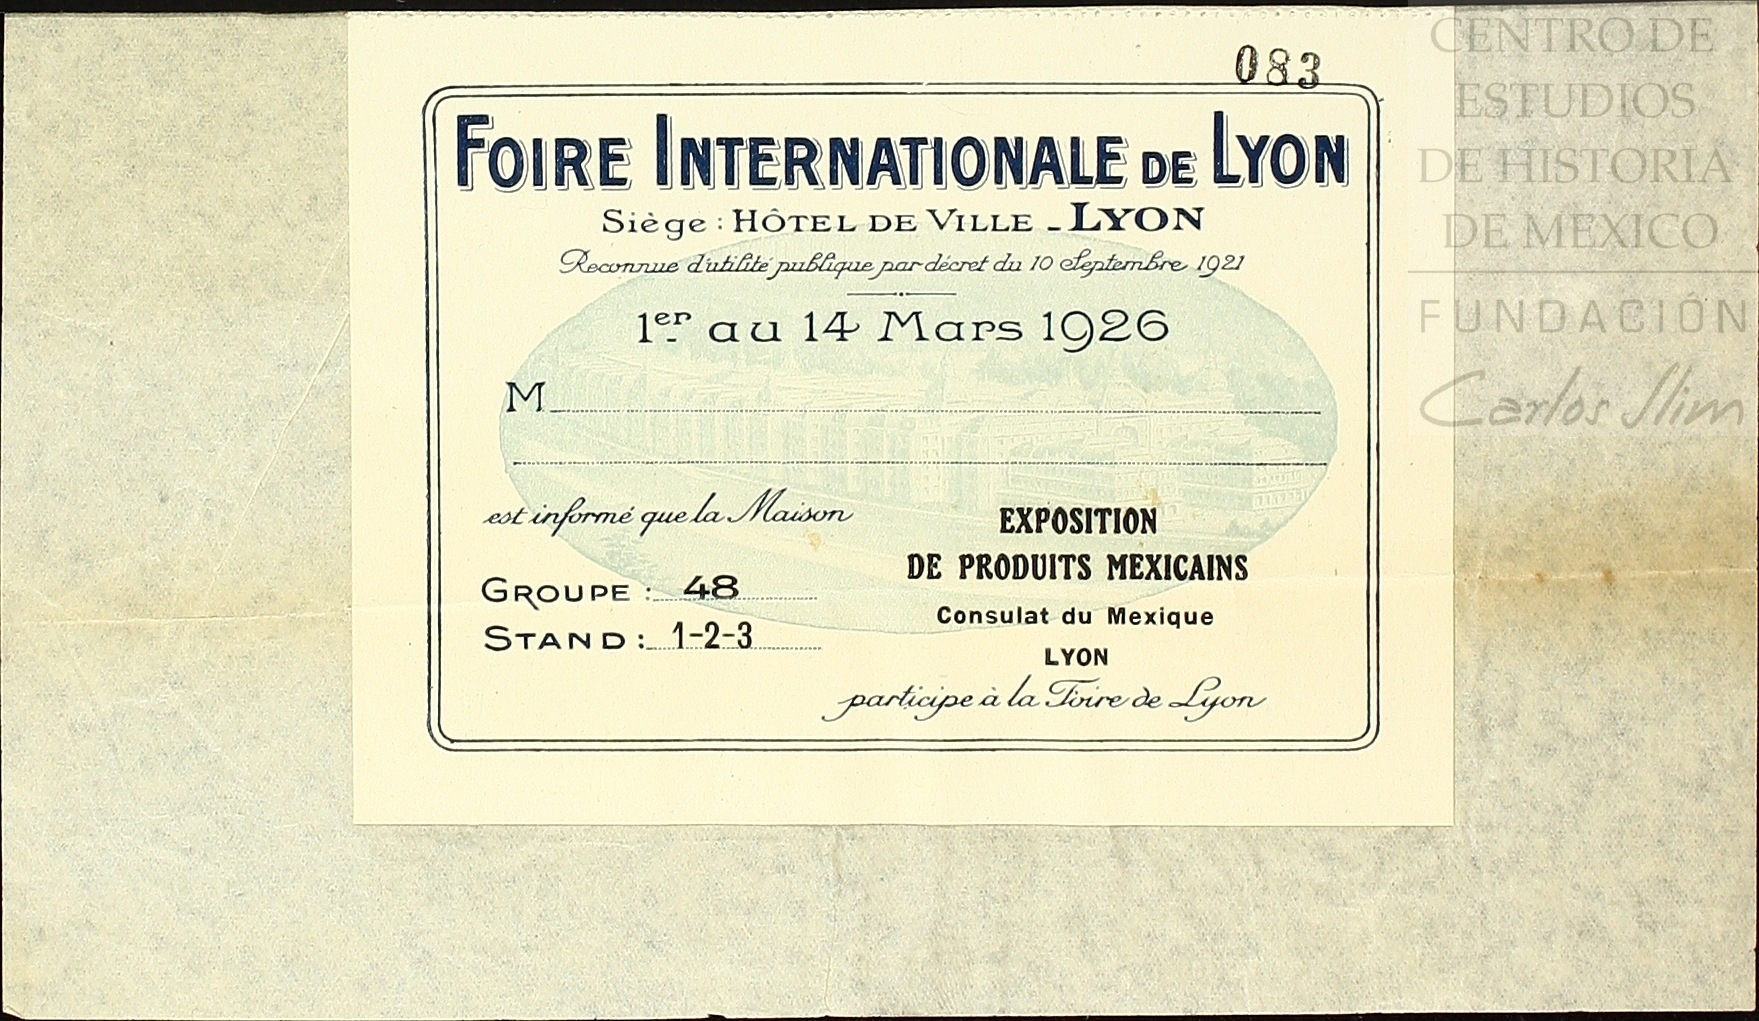 083
FOIRE INTERNATIONALE DE LYON
Siège : HÔTEL DE VILLE - LYON
Reconnue d'utilité publique par décret du 10 Septembre 1921
1er au 14 Mars 1926
M
est informé que la Maison
EXPOSITION
DE PRODUITS MEXICAINS
Consulat du Mexique
LYON
GROUPE : 48
STAND : 1-2-3
participe à la Foire de Lyon
CENTRO DE
ESTUDIOS
DE HISTORIA
DE MEXICO
FUNDACIÓN
Carlos Slim